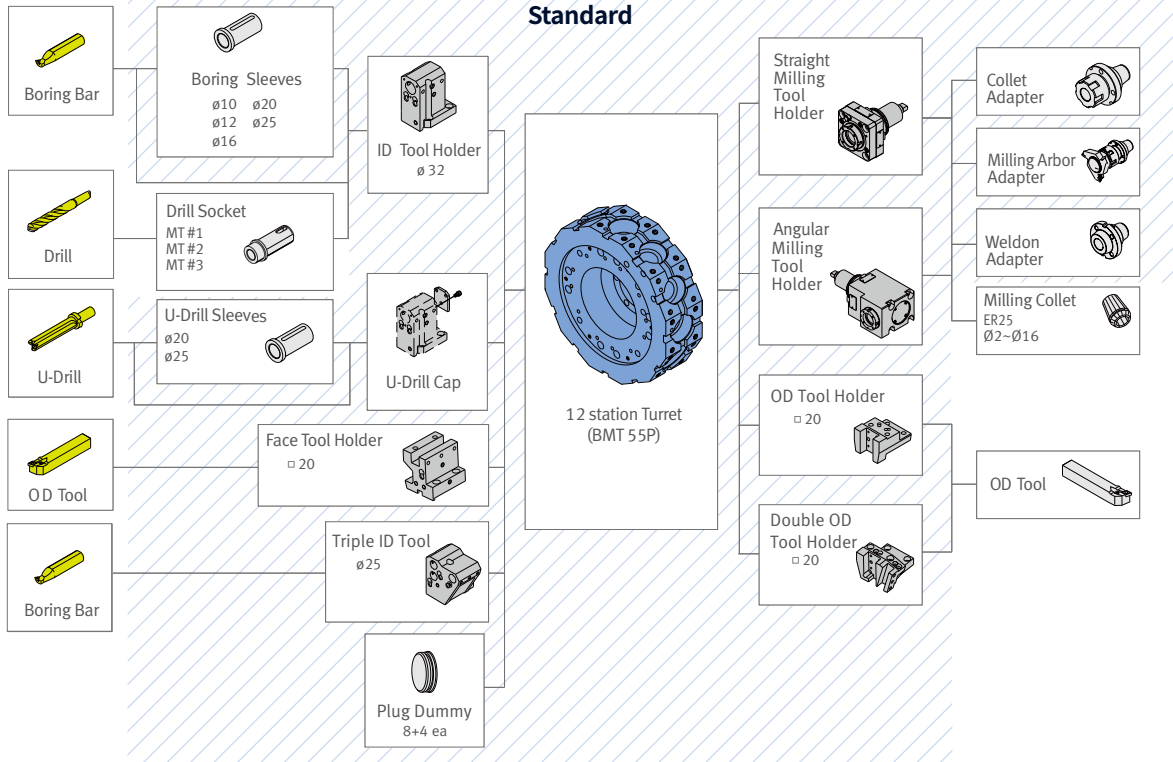 Standard
Boring Bar
Boring Sleeves
ø10 ø20
ø12 ø25
ø16
ID Tool Holder
ø 32
Drill
Drill Socket
MT #1
MT #2
MT #3
U-Drill
U-Drill Sleeves
ø20
ø25
U-Drill Cap
OD Tool
Face Tool Holder
□ 20
Boring Bar
Triple ID Tool
ø25
Plug Dummy
8+4 ea
12 station Turret
(BMT 55P)
Straight
Milling
Tool
Holder
Angular
Milling
Tool
Holder
OD Tool Holder
□ 20
Double OD
Tool Holder
□ 20
Collet
Adapter
Milling Arbor
Adapter
Weldon
Adapter
Milling Collet
ER25
Ø2~Ø16
OD Tool